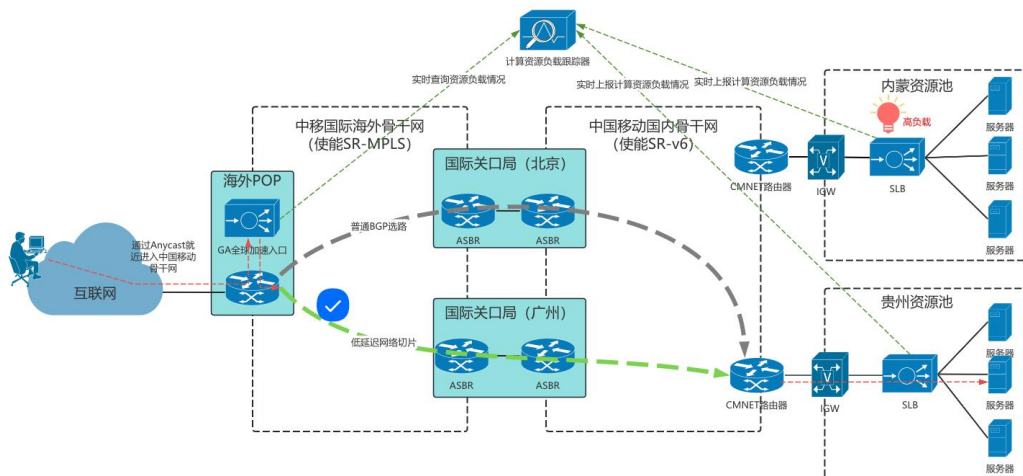 计算资源负载跟踪器
实时查询资源负载情况
实时上报计算资源负载情况
实时上报计算资源负载情况
内蒙资源池
高负载
服务器
服务器
服务器
CMNET路由器
IGW
SLB
中移国际海外骨干网
（使能SR-MPLS）
中国移动国内骨干网
（使能SR-v6）
国际关口局（北京）
ASBR
ASBR
海外POP
GA全球加速入口
普通BGP选路
通过Anycast就
近进入中国移动
骨干网
互联网
国际关口局（广州）
低延迟网络切片
ASBR
ASBR
贵州资源池
CMNET路由器
IGW
SLB
服务器
服务器
服务器